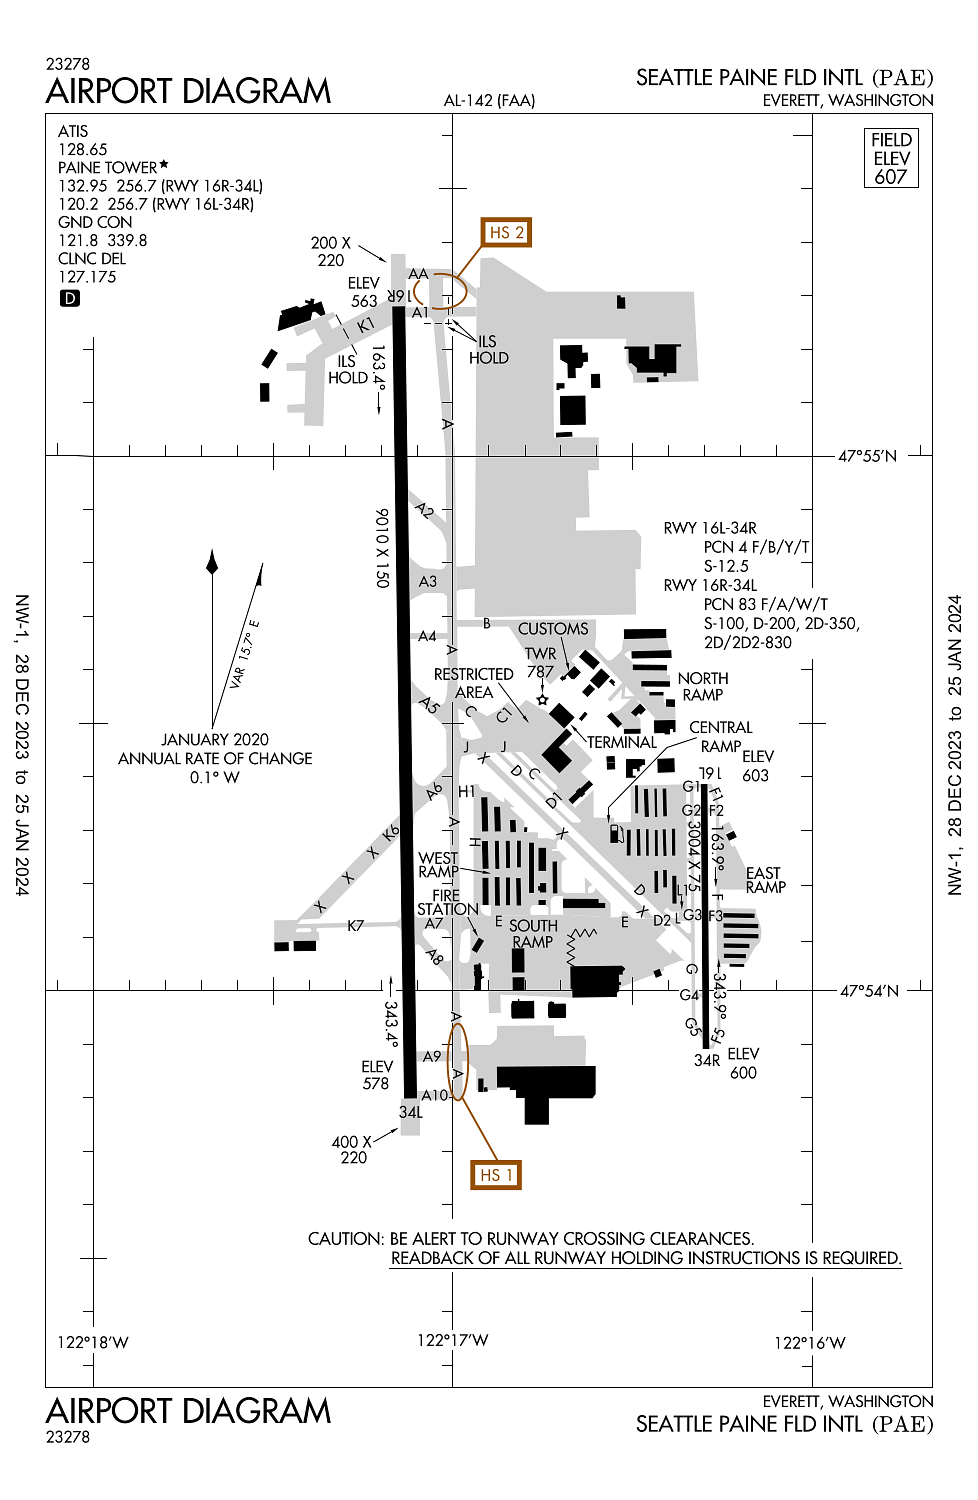 23278
AIRPORT DIAGRAM
AL-142 (FAA)
SEATTLE PAINE FLD INTL (PAE)
EVERETT, WASHINGTON
ATIS
128.65
PAINE TOWER★
132.95 256.7 (RWY 16R-34L)
120.2 256.7 (RWY 16L-34R)
GND CON
121.8 339.8
CLNC DEL
127.175
D
FIELD
ELEV
607
HS 2
200 X
220
ELEV
563
16R
AA
A1
K1
ILS
HOLD
ILS
HOLD
163.4°
A
47°55'N
A2
9010 X 150
RWY 16L-34R
PCN 4 F/B/Y/T
S-12.5
RWY 16R-34L
PCN 83 F/A/W/T
S-100, D-200, 2D-350,
2D/2D2-830
A3
VAR 15.7° E
JANUARY 2020
ANNUAL RATE OF CHANGE
0.1° W
A4
A
B
CUSTOMS
TWR
787
RESTRICTED
AREA
NORTH
RAMP
A5
C
C1
CENTRAL
RAMP
TERMINAL
J
X
J
D
C
D1
X
ELEV
603
16L
A6
H1
G1
F1
G2
F2
A
H
K6
X
X
X
WEST
RAMP
3004 X 75
163.9°
EAST
RAMP
FIRE
STATION
D
X
L1
F
K7
A7
E
SOUTH
RAMP
E
D2
L
G3
F3
A8
G
G4
343.9°
47°54'N
343.4°
A
G5
F5
A9
34R
ELEV
600
ELEV
578
A
A10
34L
400 X
220
HS 1
CAUTION: BE ALERT TO RUNWAY CROSSING CLEARANCES.
READBACK OF ALL RUNWAY HOLDING INSTRUCTIONS IS REQUIRED.
122°18'W
122°17'W
122°16'W
NW-1, 28 DEC 2023 to 25 JAN 2024
NW-1, 28 DEC 2023 to 25 JAN 2024
AIRPORT DIAGRAM
23278
EVERETT, WASHINGTON
SEATTLE PAINE FLD INTL (PAE)